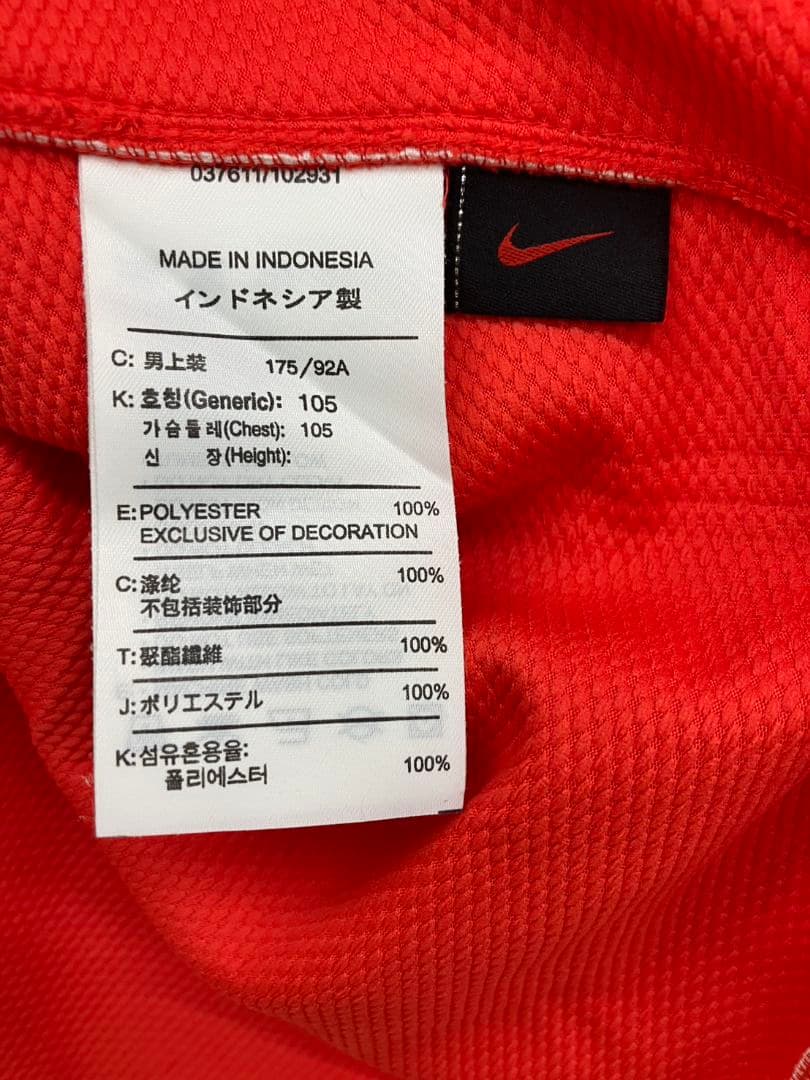 037611/102931
MADE IN INDONESIA
インドネシア製
C: 男上装 175/92A
K: 호칭(Generic): 105
가슴둘레(Chest): 105
신 장(Height):
E: POLYESTER 100%
EXCLUSIVE OF DECORATION
C: 涤纶 100%
不包括装饰部分
T: 聚酯纖維 100%
J: ポリエステル 100%
K: 섬유혼용율:
폴리에스터 100%